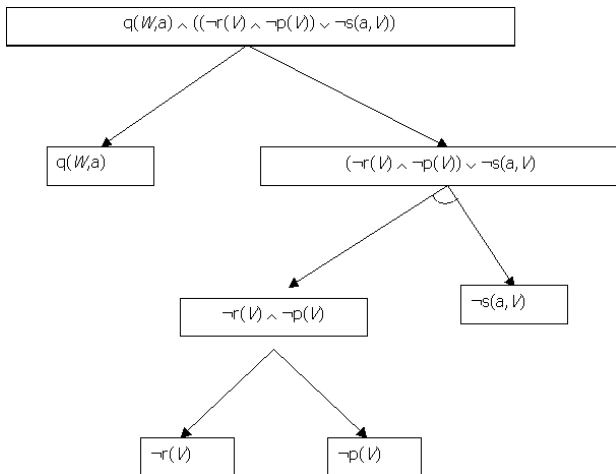 q(W,a) ∧ ((¬r(V) ∧ ¬p(V)) ∨ ¬s(a,V))
q(W,a)
(¬r(V) ∧ ¬p(V)) ∨ ¬s(a,V)
¬r(V) ∧ ¬p(V)
¬s(a,V)
¬r(V)
¬p(V)